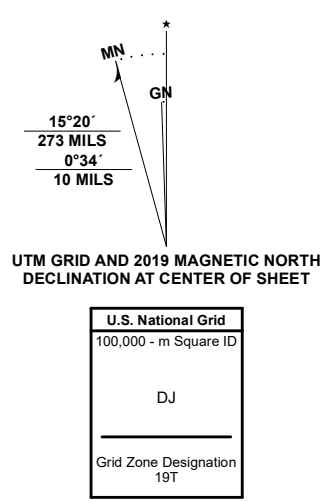 ★
MN
GN
15°20´
273 MILS
0°34´
10 MILS
UTM GRID AND 2019 MAGNETIC NORTH
DECLINATION AT CENTER OF SHEET
U.S. National Grid
100,000 - m Square ID
DJ
Grid Zone Designation
19T